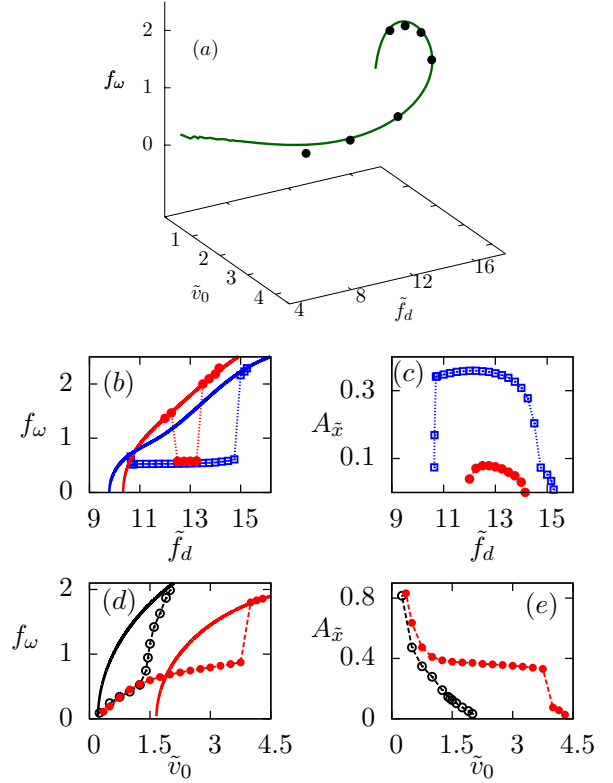 2
(a)
f_ω
1
0
1
2
3
4
ṽ_0
4
8
12
16
f̃_d
2
(b)
f_ω
1
0
9 11 13 15
f̃_d
0.3
(c)
A_x̃
0.1
0
9 11 13 15
f̃_d
2
(d)
f_ω
1
0
0 1.5 3 4.5
ṽ_0
0.8
(e)
A_x̃
0.4
0
0 1.5 3 4.5
ṽ_0